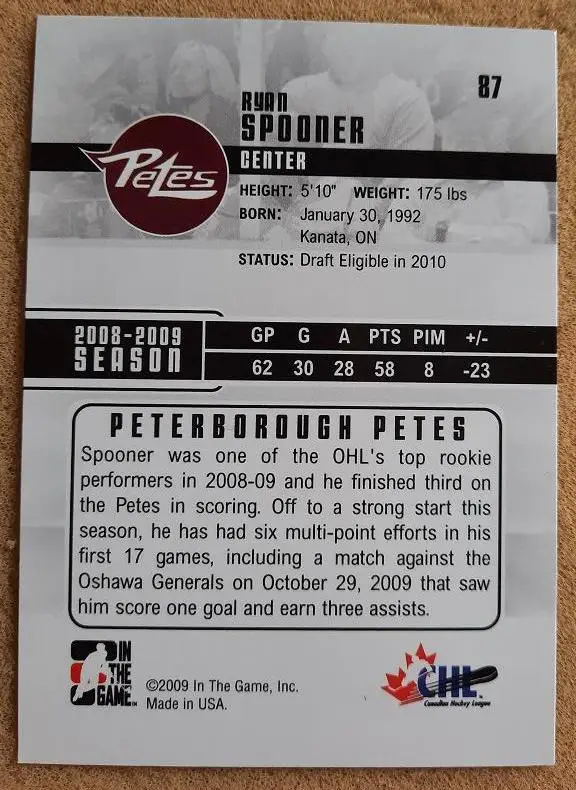 87
RYAN
SPOONER
Petes
CENTER
HEIGHT: 5'10" WEIGHT: 175 lbs
BORN: January 30, 1992
Kanata, ON
STATUS: Draft Eligible in 2010
2008-2009
SEASON
GP G A PTS PIM +/-
62 30 28 58 8 -23
PETERBOROUGH PETES
Spooner was one of the OHL's top rookie
performers in 2008-09 and he finished third on
the Petes in scoring. Off to a strong start this
season, he has had six multi-point efforts in his
first 17 games, including a match against the
Oshawa Generals on October 29, 2009 that saw
him score one goal and earn three assists.
IN
THE
GAME™
©2009 In The Game, Inc.
Made in USA.
CHL™
Canadian Hockey League